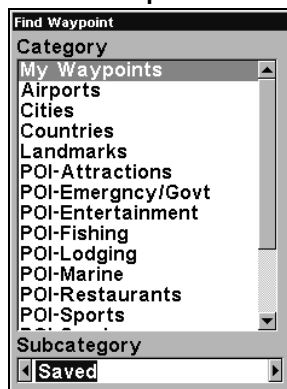 Find Waypoint
Category
My Waypoints
Airports
Cities
Countries
Landmarks
POI-Attractions
POI-Emergncy/Govt
POI-Entertainment
POI-Fishing
POI-Lodging
POI-Marine
POI-Restaurants
POI-Sports
Subcategory
Saved